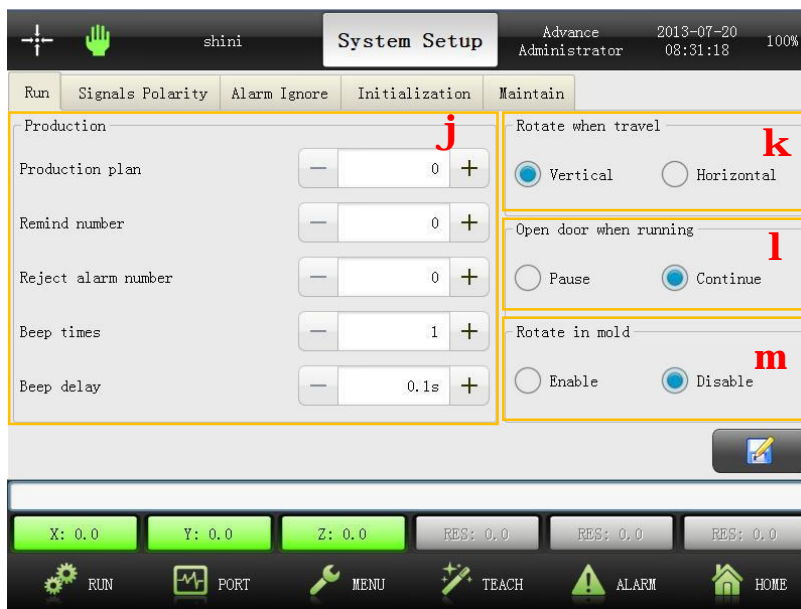 shini
System Setup
Advance
Administrator
2013-07-20
08:31:18
100%
Run Signals Polarity Alarm Ignore Initialization Maintain
Production
j
Production plan 0
Remind number 0
Reject alarm number 0
Beep times 1
Beep delay 0.1s
Rotate when travel
k
Vertical Horizontal
Open door when running
l
Pause Continue
Rotate in mold
m
Enable Disable
X: 0.0 Y: 0.0 Z: 0.0 RES: 0.0 RES: 0.0 RES: 0.0
RUN PORT MENU TEACH ALARM HOME